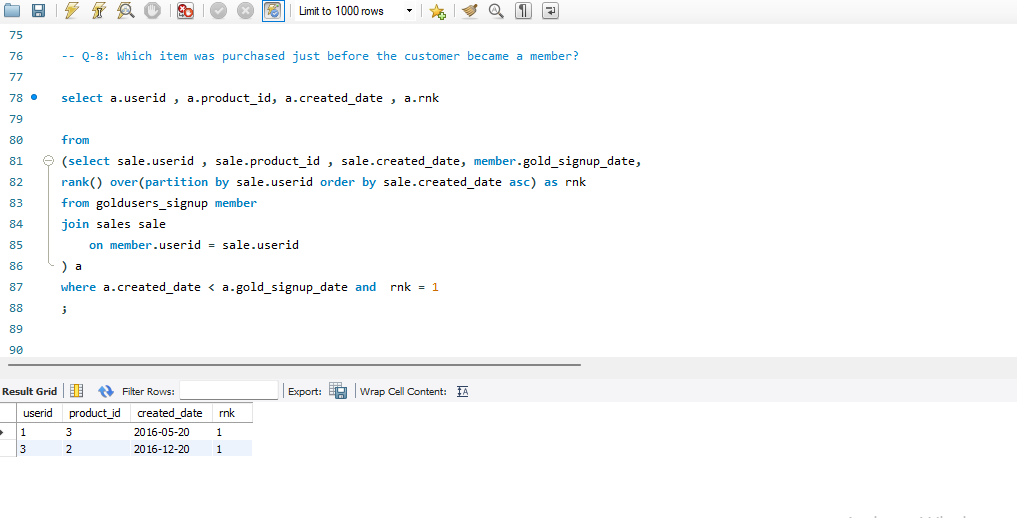 Limit to 1000 rows
75
76 -- Q-8: Which item was purchased just before the customer became a member?
77
78 select a.userid , a.product_id, a.created_date , a.rnk
79
80 from
81 (select sale.userid , sale.product_id , sale.created_date, member.gold_signup_date,
82 rank() over(partition by sale.userid order by sale.created_date asc) as rnk
83 from goldusers_signup member
84 join sales sale
85 on member.userid = sale.userid
86 ) a
87 where a.created_date < a.gold_signup_date and  rnk = 1
88 ;
89
90
Result Grid Filter Rows: Export: Wrap Cell Content:
userid product_id created_date rnk
1 3 2016-05-20 1
3 2 2016-12-20 1